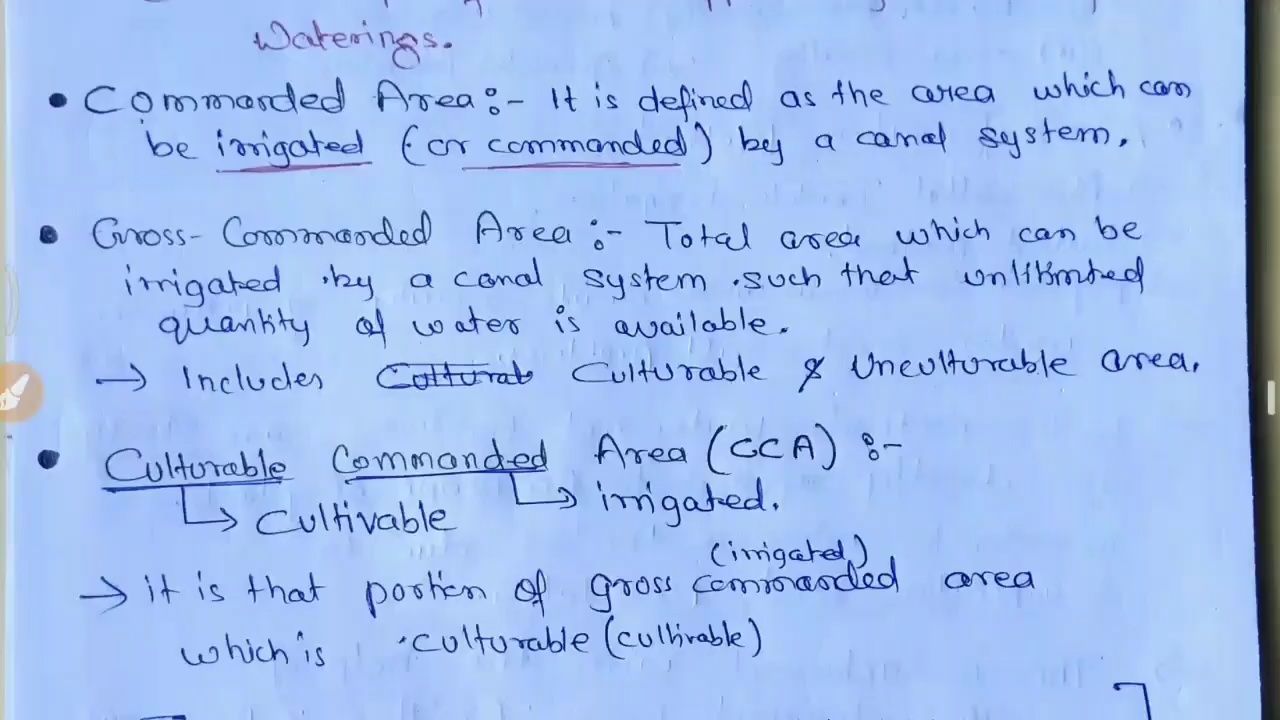 Waterings.
• Commanded Area :- It is defined as the area which can
be irrigated (or commanded) by a canal system.
• Gross-Commanded Area :- Total area which can be
irrigated by a canal system such that unlimited
quantity of water is available.
→ Includes Cultural Culturable & Unculturable area.
• Culturable Commanded Area (CCA) :-
↳ Cultivable ↳ irrigated.
(irrigated)
→ it is that portion of gross commanded area
which is culturable (cultivable)